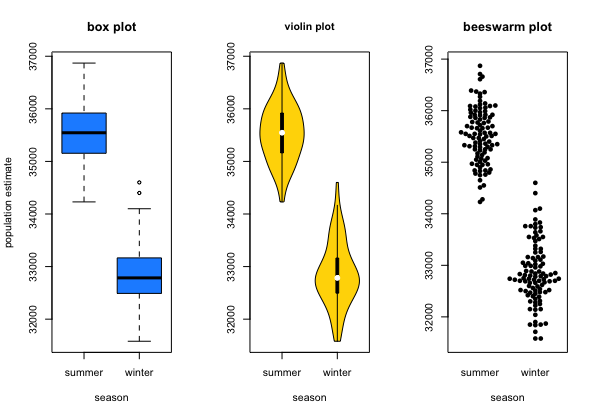 box plot
violin plot
beeswarm plot
population estimate
37000
36000
35000
34000
33000
32000
summer
winter
season
37000
36000
35000
34000
33000
32000
summer
winter
season
37000
36000
35000
34000
33000
32000
summer
winter
season